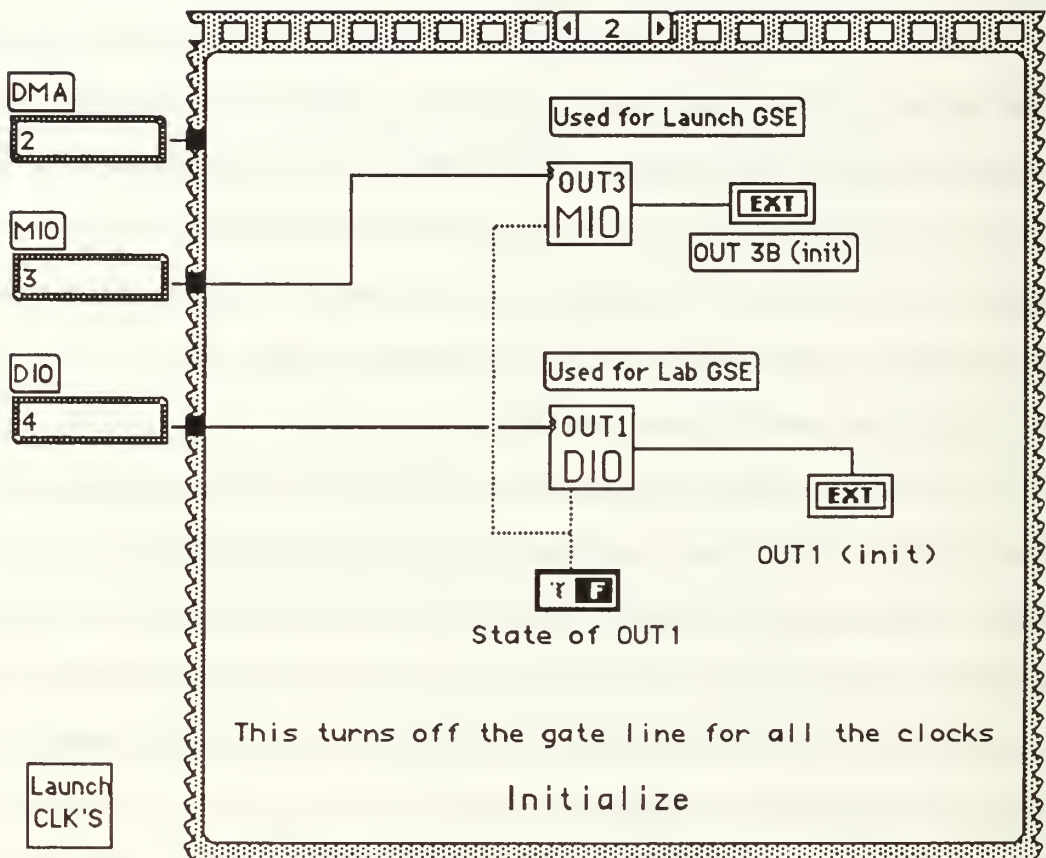 2
DMA
2
Used for Launch GSE
OUT3
MIO
EXT
MIO
OUT 3B (init)
3
DIO
Used for Lab GSE
4
OUT1
DIO
EXT
OUT1 (init)
T F
State of OUT1
This turns off the gate line for all the clocks
Launch
CLK'S
Initialize